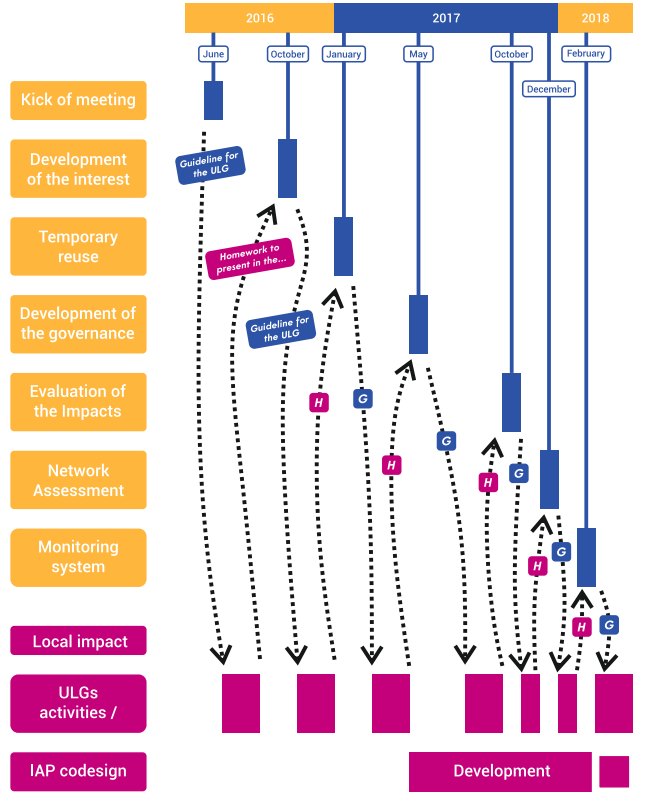 2016
2017
2018
June
October
January
May
October
February
December
Kick of meeting
Development
of the interest
Guideline for
the ULG
Temporary
reuse
Homework to
present in the...
Development of
the governance
Guideline for
the ULG
Evaluation of
the Impacts
H
G
G
Network
Assessment
H
H
G
Monitoring
system
G
H
Local impact
H
G
ULGs
activities /
IAP codesign
Development